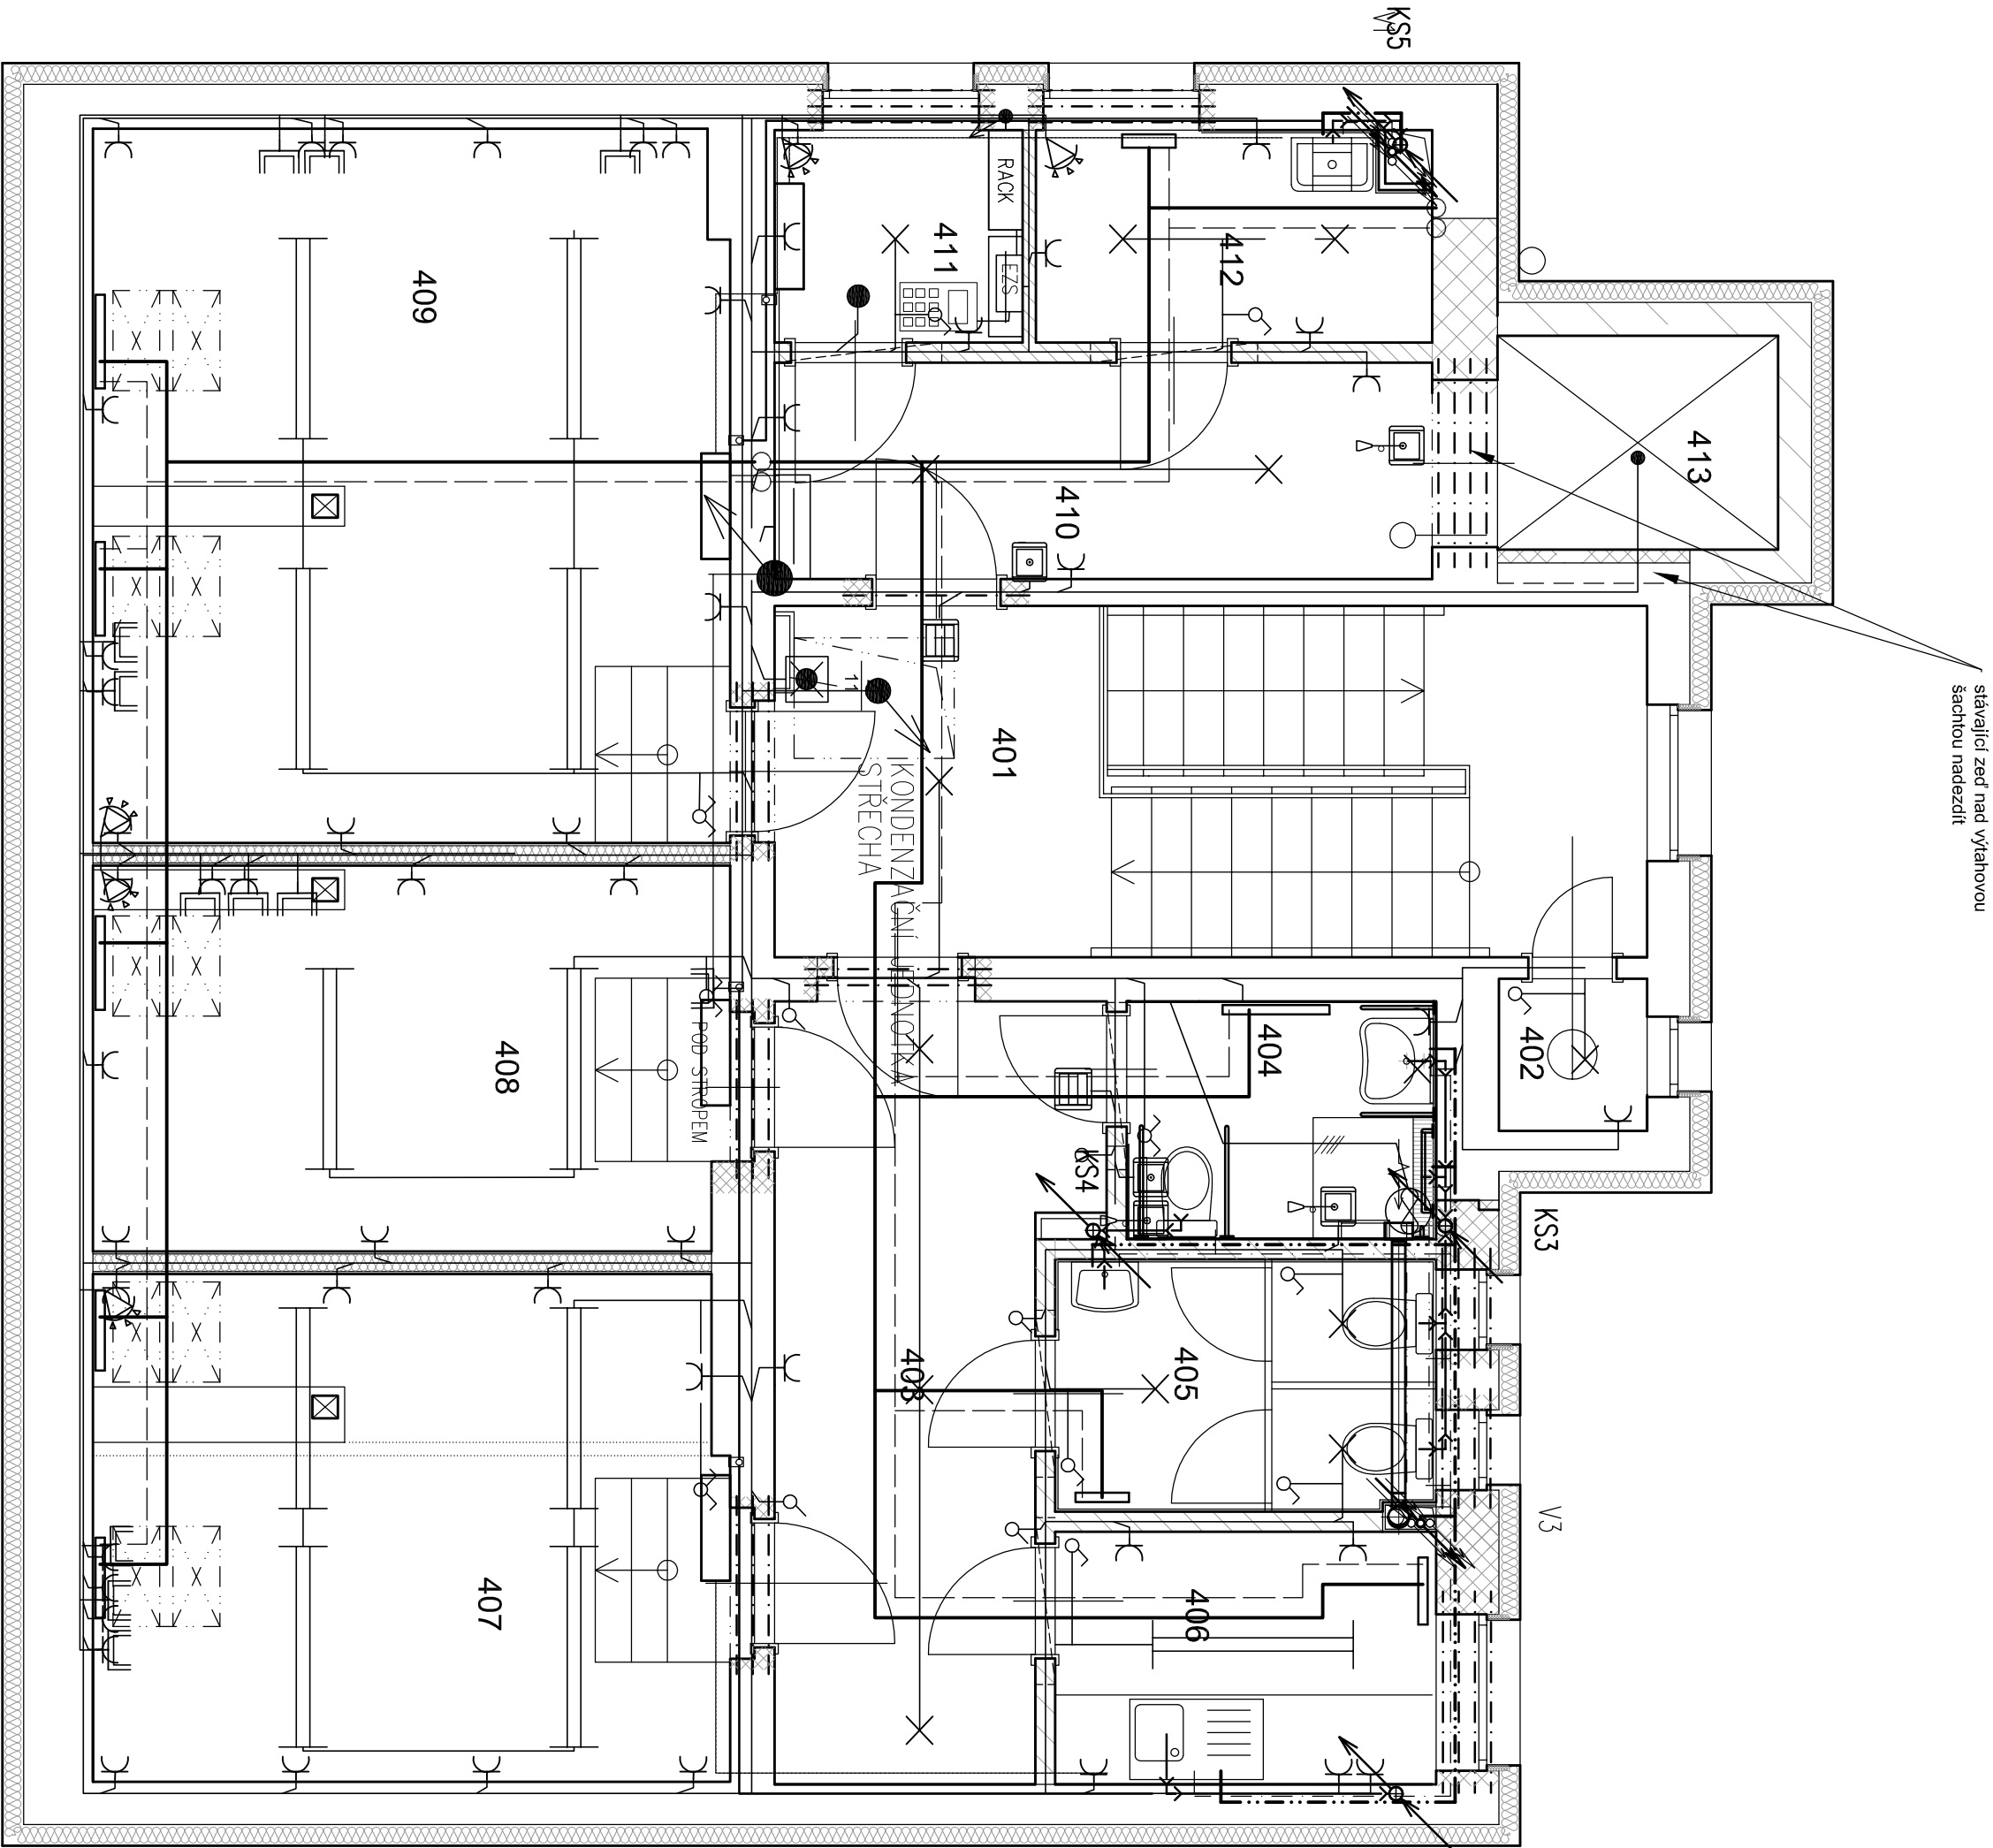 KS5
stávající zeď nad výtahovou
šachtou nadezdít
413
412
411
RACK
EZS
410
409
401
11
KONDENZAČNÍ JEDNOTKA
STŘECHA
402
404
KS3
KS4
408
POD STROPEM
405
403
V3
406
407